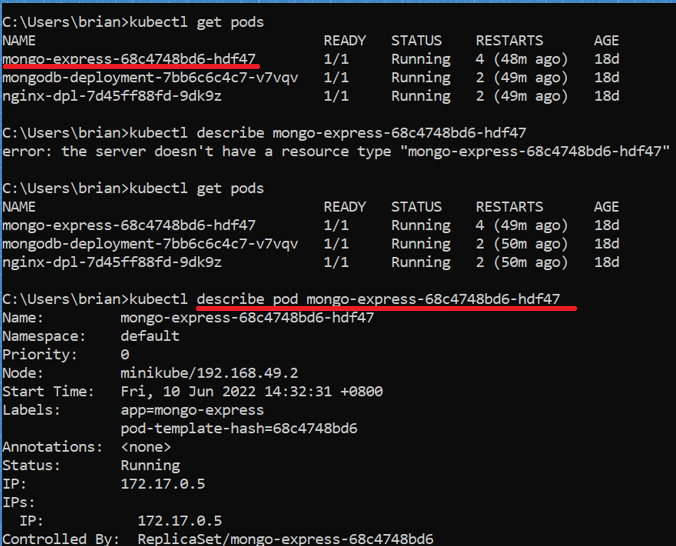 C:\Users\brian>kubectl get pods
NAME READY STATUS RESTARTS AGE
mongo-express-68c4748bd6-hdf47 1/1 Running 4 (48m ago) 18d
mongodb-deployment-7bb6c6c4c7-v7vqv 1/1 Running 2 (49m ago) 18d
nginx-dpl-7d45ff88fd-9dk9z 1/1 Running 2 (49m ago) 18d
C:\Users\brian>kubectl describe mongo-express-68c4748bd6-hdf47
error: the server doesn't have a resource type "mongo-express-68c4748bd6-hdf47"
C:\Users\brian>kubectl get pods
NAME READY STATUS RESTARTS AGE
mongo-express-68c4748bd6-hdf47 1/1 Running 4 (49m ago) 18d
mongodb-deployment-7bb6c6c4c7-v7vqv 1/1 Running 2 (50m ago) 18d
nginx-dpl-7d45ff88fd-9dk9z 1/1 Running 2 (50m ago) 18d
C:\Users\brian>kubectl describe pod mongo-express-68c4748bd6-hdf47
Name: mongo-express-68c4748bd6-hdf47
Namespace: default
Priority: 0
Node: minikube/192.168.49.2
Start Time: Fri, 10 Jun 2022 14:32:31 +0800
Labels: app=mongo-express
pod-template-hash=68c4748bd6
Annotations: <none>
Status: Running
IP: 172.17.0.5
IPs:
IP: 172.17.0.5
Controlled By: ReplicaSet/mongo-express-68c4748bd6